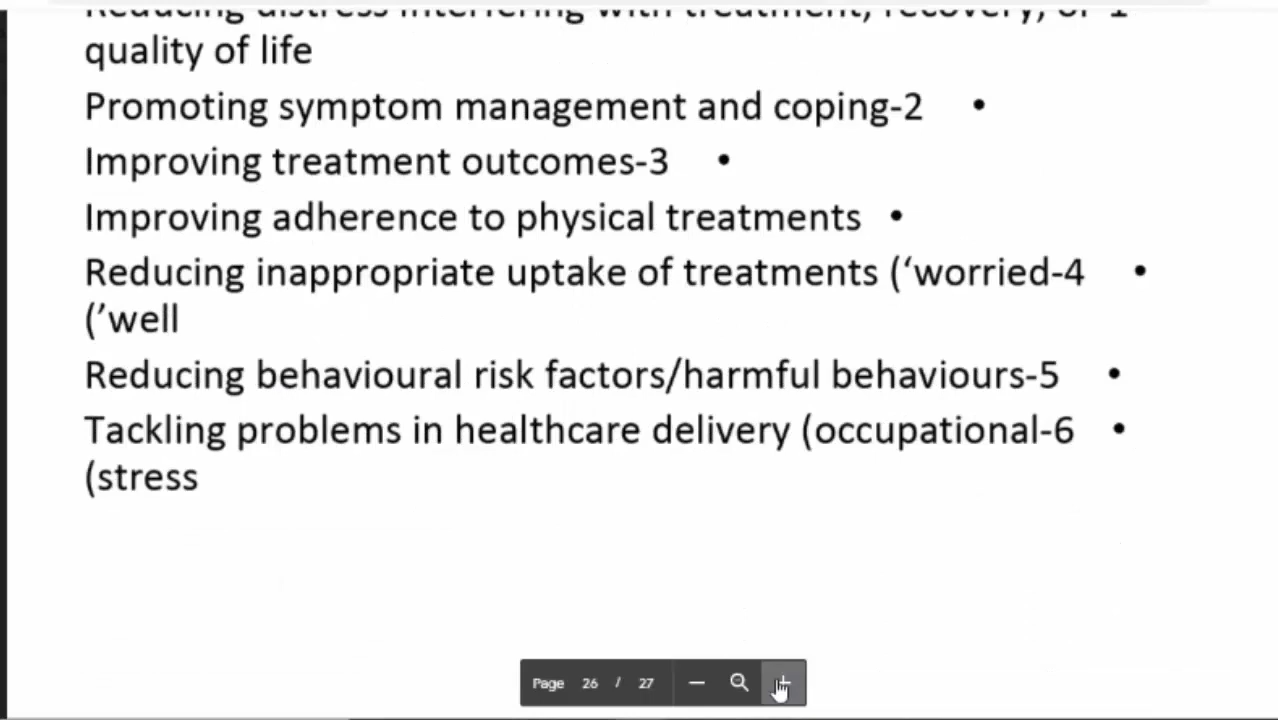 Reducing distress interfering with treatment, recovery, or-1
quality of life
Promoting symptom management and coping-2 •
Improving treatment outcomes-3 •
Improving adherence to physical treatments •
Reducing inappropriate uptake of treatments (‘worried-4 •
(’well
Reducing behavioural risk factors/harmful behaviours-5 •
Tackling problems in healthcare delivery (occupational-6 •
(stress
Page 26 / 27